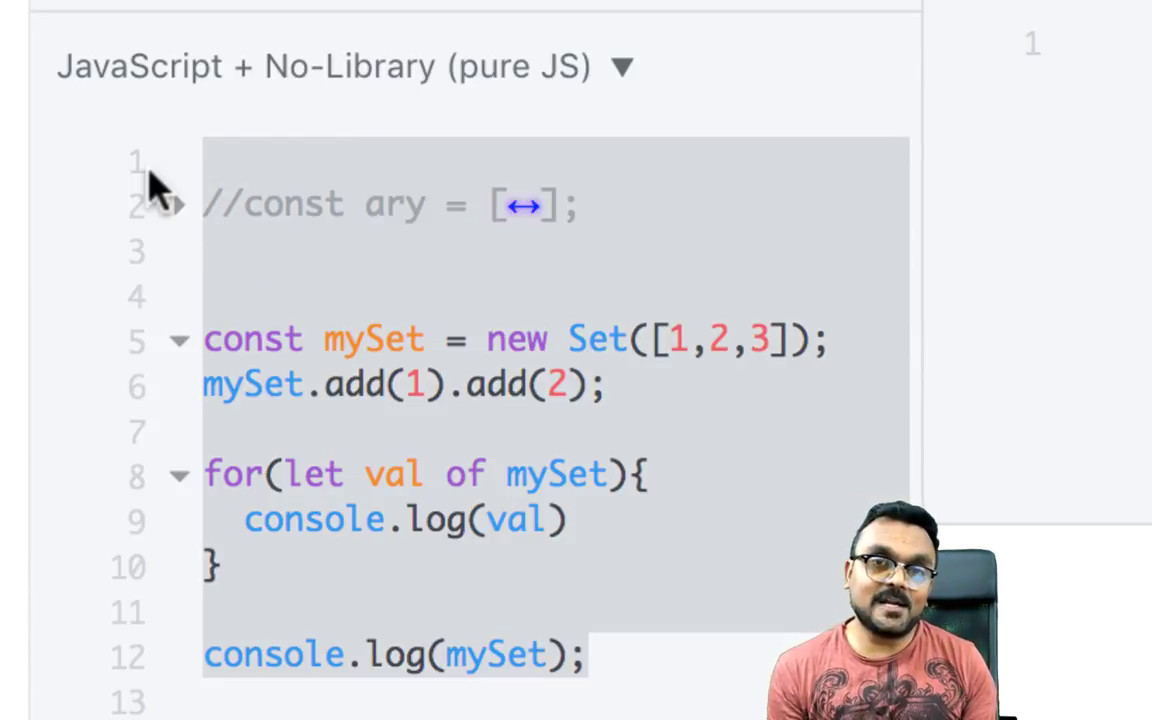 JavaScript + No-Library (pure JS) ▼
1
1
2 //const ary = [↔];
3
4
5 const mySet = new Set([1,2,3]);
6 mySet.add(1).add(2);
7
8 for(let val of mySet){
9 console.log(val)
10 }
11
12 console.log(mySet);
13